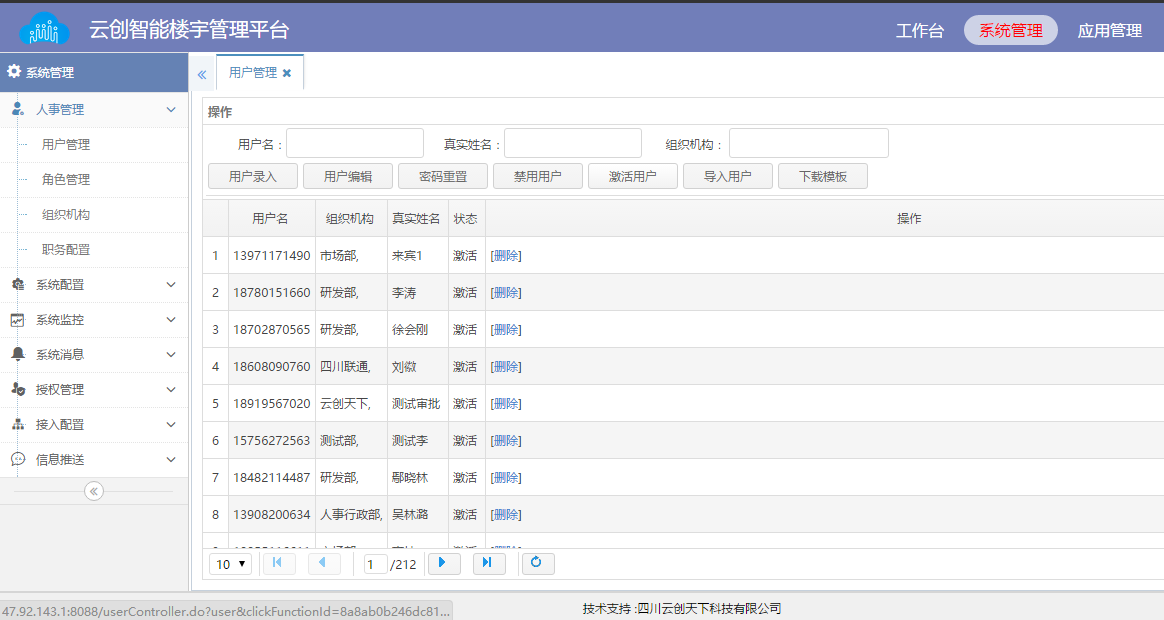 云创智能楼宇管理平台 工作台 系统管理 应用管理
系统管理
人事管理
用户管理
角色管理
组织机构
职务配置
系统配置
系统监控
系统消息
授权管理
接入配置
信息推送
用户管理
操作
用户名： 真实姓名： 组织机构：
用户录入 用户编辑 密码重置 禁用用户 激活用户 导入用户 下载模板
用户名 组织机构 真实姓名 状态 操作
1 13971171490 市场部, 来宾1 激活 [删除]
2 18780151660 研发部, 李涛 激活 [删除]
3 18702870565 研发部, 徐会刚 激活 [删除]
4 18608090760 四川联通, 刘 激活 [删除]
5 18919567020 云创天下, 测试审批 激活 [删除]
6 15756272563 测试部, 测试李 激活 [删除]
7 18482114487 研发部, 鄢晓林 激活 [删除]
8 13908200634 人事行政部, 吴林潞 激活 [删除]
10 1 /212
47.92.143.1:8088/userController.do?user&clickFunctionId=8a8ab0b246dc81...
技术支持 :四川云创天下科技有限公司